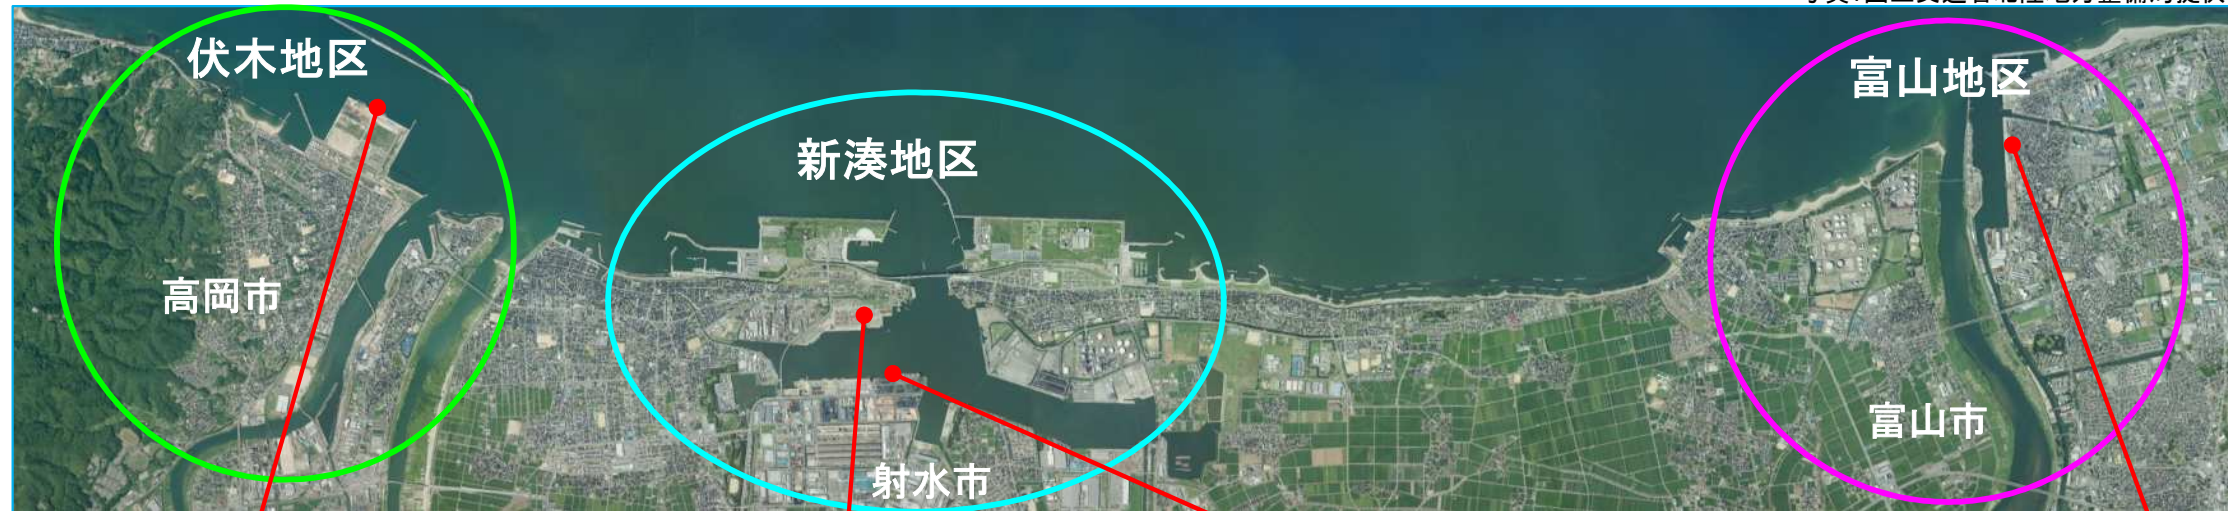 伏木地区
富山地区
新湊地区
高岡市
富山市
射水市